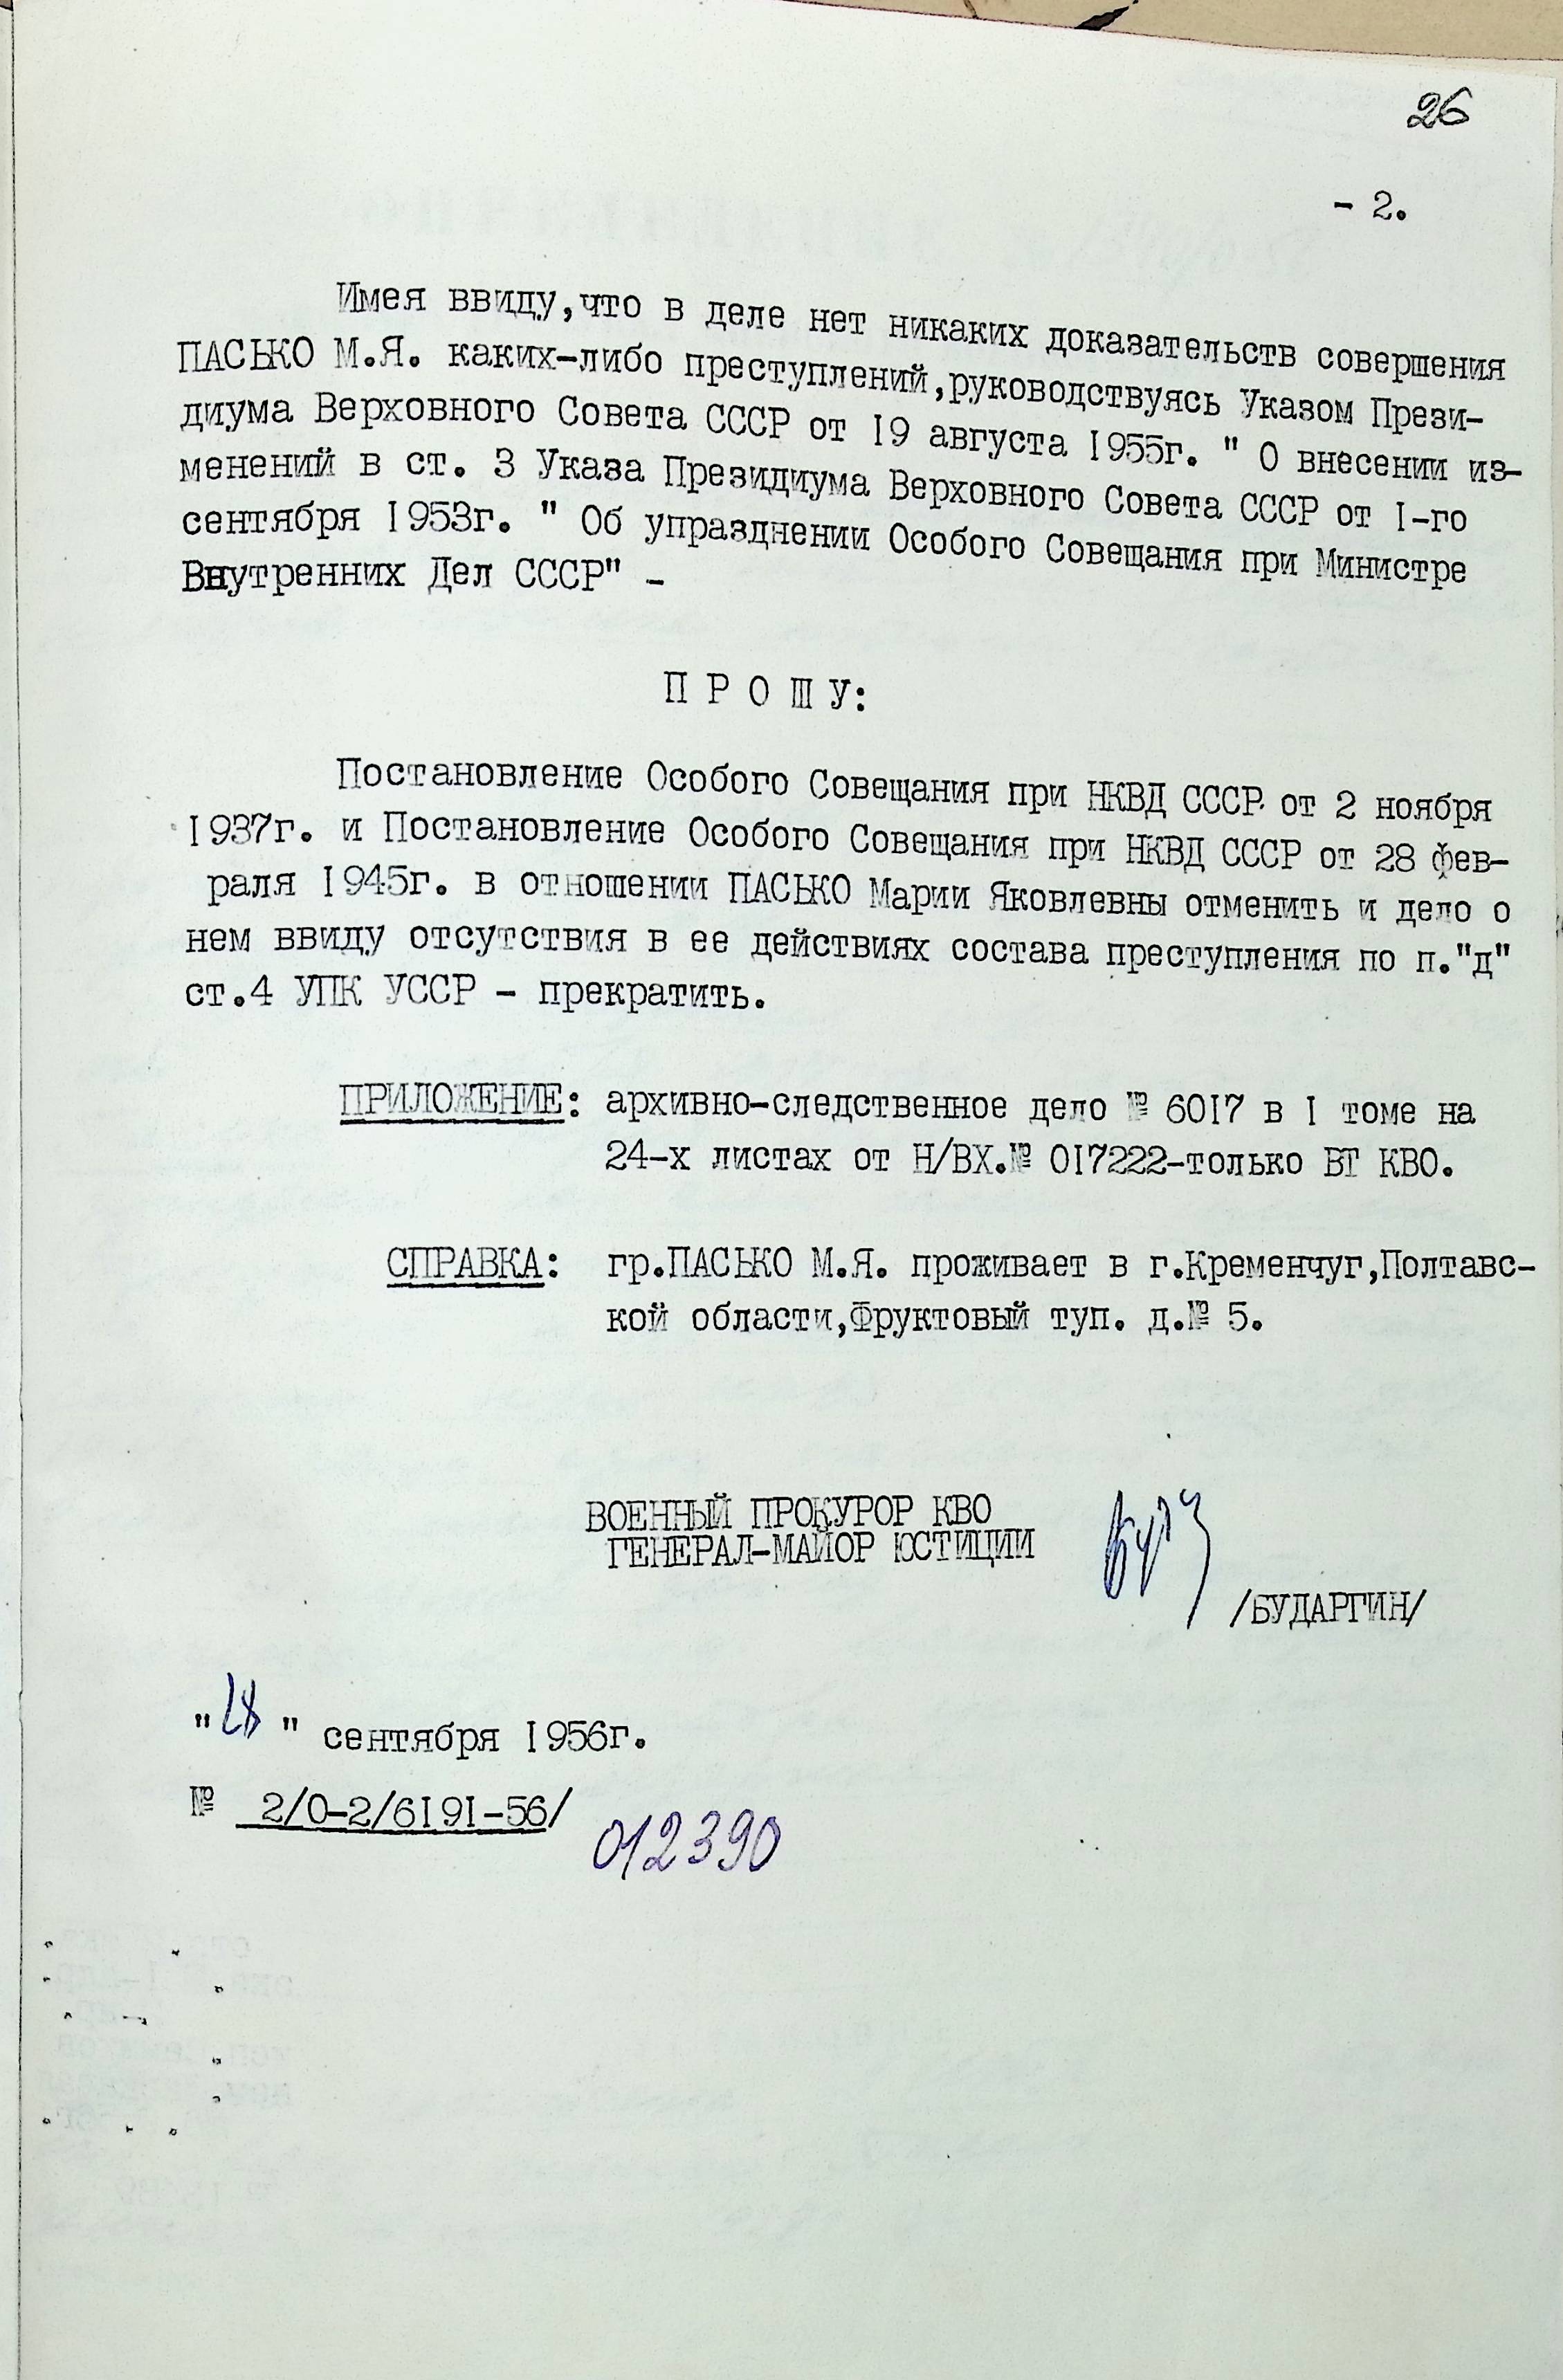 26
- 2.
Имея ввиду,что в деле нет никаких доказательств совершения
ПАСЬКО М.Я. каких-либо преступлений,руководствуясь Указом Прези-
диума Верховного Совета СССР от 19 августа 1955г. " О внесении из-
менений в ст. 3 Указа Президиума Верховного Совета СССР от I-го
сентября 1953г. " Об упразднении Особого Совещания при Министре
Внутренних Дел СССР" -
П Р О Ш У:
Постановление Особого Совещания при НКВД СССР от 2 ноября
1937г. и Постановление Особого Совещания при НКВД СССР от 28 фев-
раля 1945г. в отношении ПАСЬКО Марии Яковлевны отменить и дело о
нем ввиду отсутствия в ее действиях состава преступления по п."д"
ст.4 УПК УССР - прекратить.
ПРИЛОЖЕНИЕ: архивно-следственное дело № 6017 в I томе на
24-х листах от Н/ВХ.№ 017222-только ВТ КВО.
СПРАВКА: гр.ПАСЬКО М.Я. проживает в г.Кременчуг,Полтавс-
кой области,Фруктовый туп. д.№ 5.
ВОЕННЫЙ ПРОКУРОР КВО
ГЕНЕРАЛ-МАЙОР ЮСТИЦИИ
/БУДАРГИН/
"28" сентября 1956г.
№ 2/0-2/6191-56/
012390